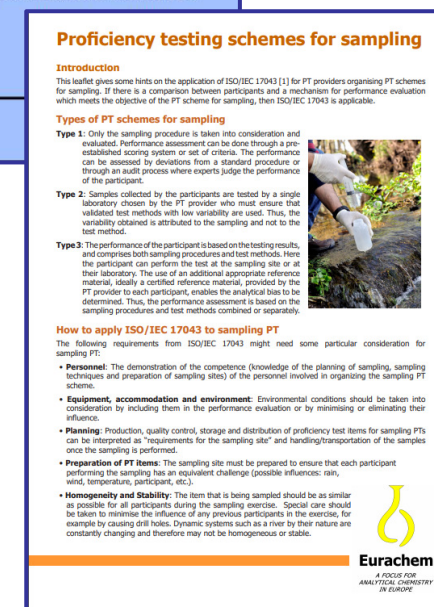 Proficiency testing schemes for sampling
Introduction
This leaflet gives some hints on the application of ISO/IEC 17043 [1] for PT providers organising PT schemes
for sampling. If there is a comparison between participants and a mechanism for performance evaluation
which meets the objective of the PT scheme for sampling, then ISO/IEC 17043 is applicable.
Types of PT schemes for sampling
Type 1: Only the sampling procedure is taken into consideration and
evaluated. Performance assessment can be done through a pre-
established scoring system or set of criteria. The performance
can be assessed by deviations from a standard procedure or
through an audit process where experts judge the performance
of the participant.
Type 2: Samples collected by the participants are tested by a single
laboratory chosen by the PT provider who must ensure that
validated test methods with low variability are used. Thus, the
variability obtained is attributed to the sampling and not to the
test method.
Type 3: The performance of the participant is based on the testing results,
and comprises both sampling procedures and test methods. Here
the participant can perform the test at the sampling site or at
their laboratory. The use of an additional appropriate reference
material, ideally a certified reference material, provided by the
PT provider to each participant, enables the analytical bias to be
determined. Thus, the performance assessment is based on the
sampling procedures and test methods combined or separately.
How to apply ISO/IEC 17043 to sampling PT
The following requirements from ISO/IEC 17043 might need some particular consideration for
sampling PT:
• Personnel: The demonstration of the competence (knowledge of the planning of sampling, sampling
techniques and preparation of sampling sites) of the personnel involved in organizing the sampling PT
scheme.
• Equipment, accommodation and environment: Environmental conditions should be taken into
consideration by including them in the performance evaluation or by minimising or eliminating their
influence.
• Planning: Production, quality control, storage and distribution of proficiency test items for sampling PTs
can be interpreted as "requirements for the sampling site" and handling/transportation of the samples
once the sampling is performed.
• Preparation of PT items: The sampling site must be prepared to ensure that each participant
performing the sampling has an equivalent challenge (possible influences: rain,
wind, temperature, participant, etc.).
• Homogeneity and Stability: The item that is being sampled should be as similar
as possible for all participants during the sampling exercise. Special care should
be taken to minimise the influence of any previous participants in the exercise, for
example by causing drill holes. Dynamic systems such as a river by their nature are
constantly changing and therefore may not be homogeneous or stable.
Eurachem
A FOCUS FOR
ANALYTICAL CHEMISTRY
IN EUROPE